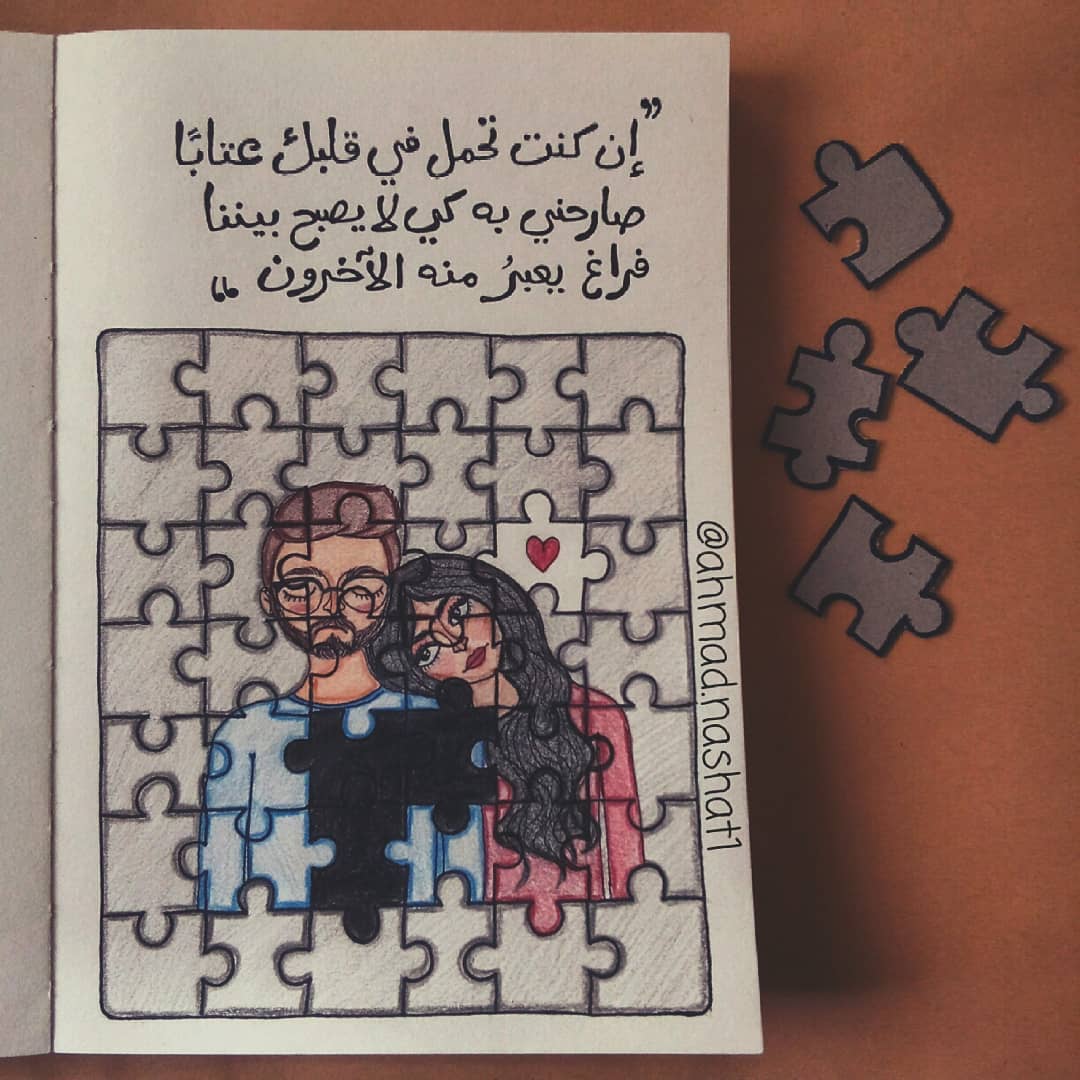 ”إن كنت تحمل في قلبك عتابًا
صارحني به كي لا يصبح بيننا
فراغ يعبرُ منه الآخرون“
@ahmad.nashat1